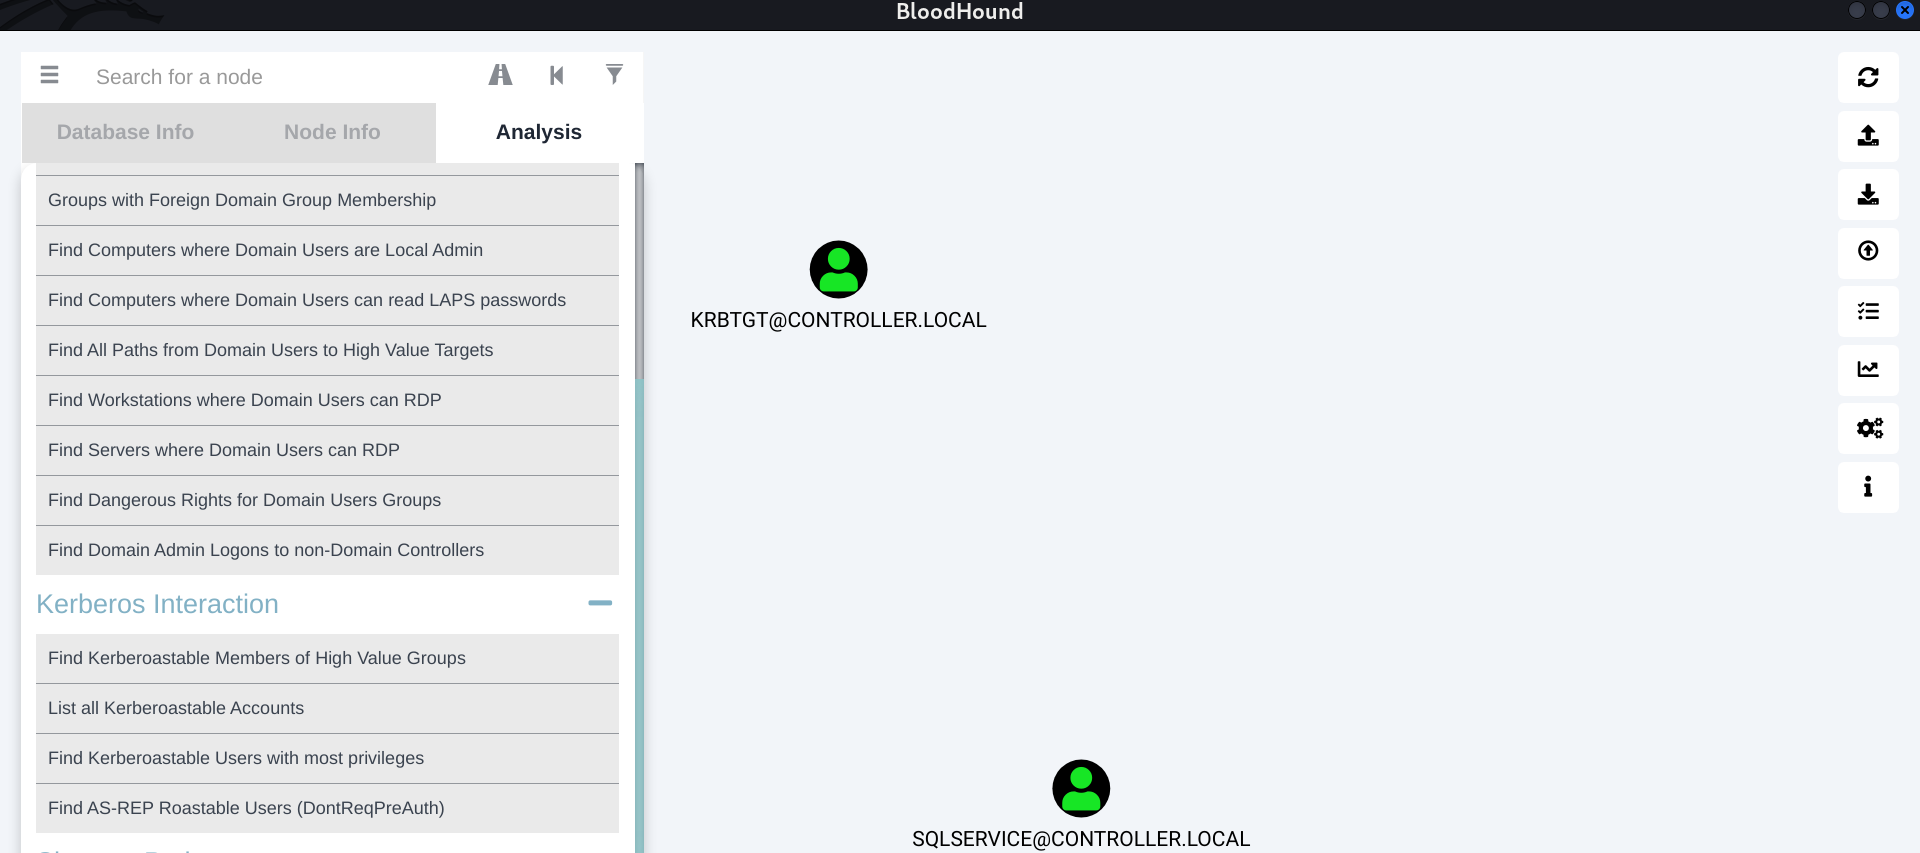 BloodHound
Search for a node
Database Info
Node Info
Analysis
Groups with Foreign Domain Group Membership
Find Computers where Domain Users are Local Admin
Find Computers where Domain Users can read LAPS passwords
Find All Paths from Domain Users to High Value Targets
Find Workstations where Domain Users can RDP
Find Servers where Domain Users can RDP
Find Dangerous Rights for Domain Users Groups
Find Domain Admin Logons to non-Domain Controllers
Kerberos Interaction
Find Kerberoastable Members of High Value Groups
List all Kerberoastable Accounts
Find Kerberoastable Users with most privileges
Find AS-REP Roastable Users (DontReqPreAuth)
KRBTGT@CONTROLLER.LOCAL
SQLSERVICE@CONTROLLER.LOCAL